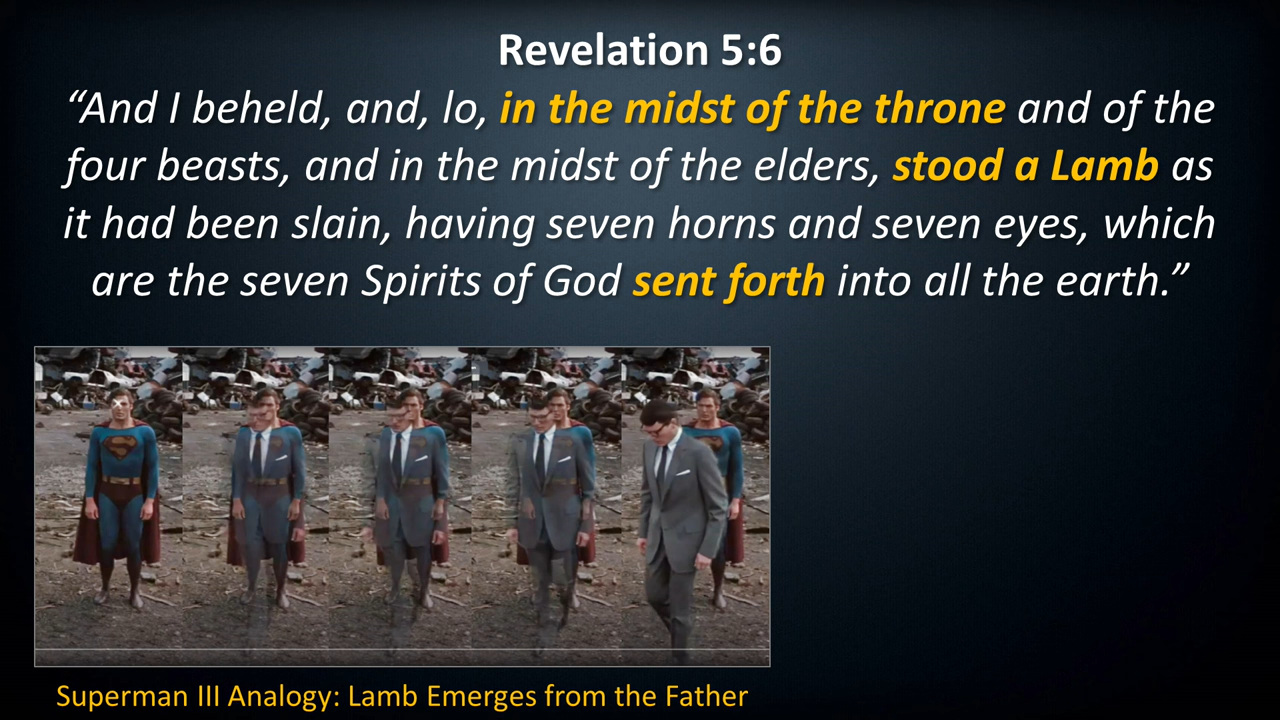 Revelation 5:6
“And I beheld, and, lo, in the midst of the throne and of the
four beasts, and in the midst of the elders, stood a Lamb as
it had been slain, having seven horns and seven eyes, which
are the seven Spirits of God sent forth into all the earth.”
Superman III Analogy: Lamb Emerges from the Father